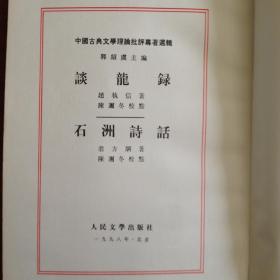 中國古典文學理論批評專著選輯
郭紹虞主編
談龍録
趙執信著
陳邇冬校點
石洲詩話
翁方綱著
陳邇冬校點
人民文學出版社
一九九八年·北京